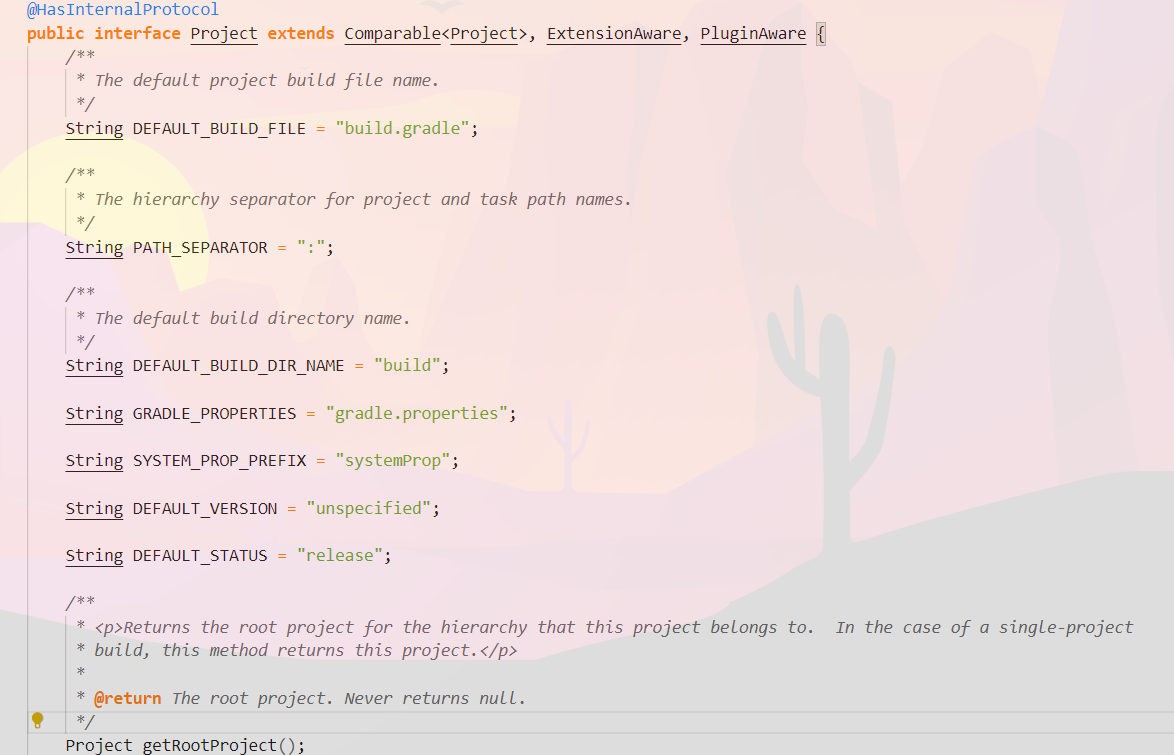 @HasInternalProtocol
public interface Project extends Comparable<Project>, ExtensionAware, PluginAware {
/**
* The default project build file name.
*/
String DEFAULT_BUILD_FILE = "build.gradle";
/**
* The hierarchy separator for project and task path names.
*/
String PATH_SEPARATOR = ":";
/**
* The default build directory name.
*/
String DEFAULT_BUILD_DIR_NAME = "build";
String GRADLE_PROPERTIES = "gradle.properties";
String SYSTEM_PROP_PREFIX = "systemProp";
String DEFAULT_VERSION = "unspecified";
String DEFAULT_STATUS = "release";
/**
* <p>Returns the root project for the hierarchy that this project belongs to.  In the case of a single-project
* build, this method returns this project.</p>
*
* @return The root project. Never returns null.
*/
Project getRootProject();